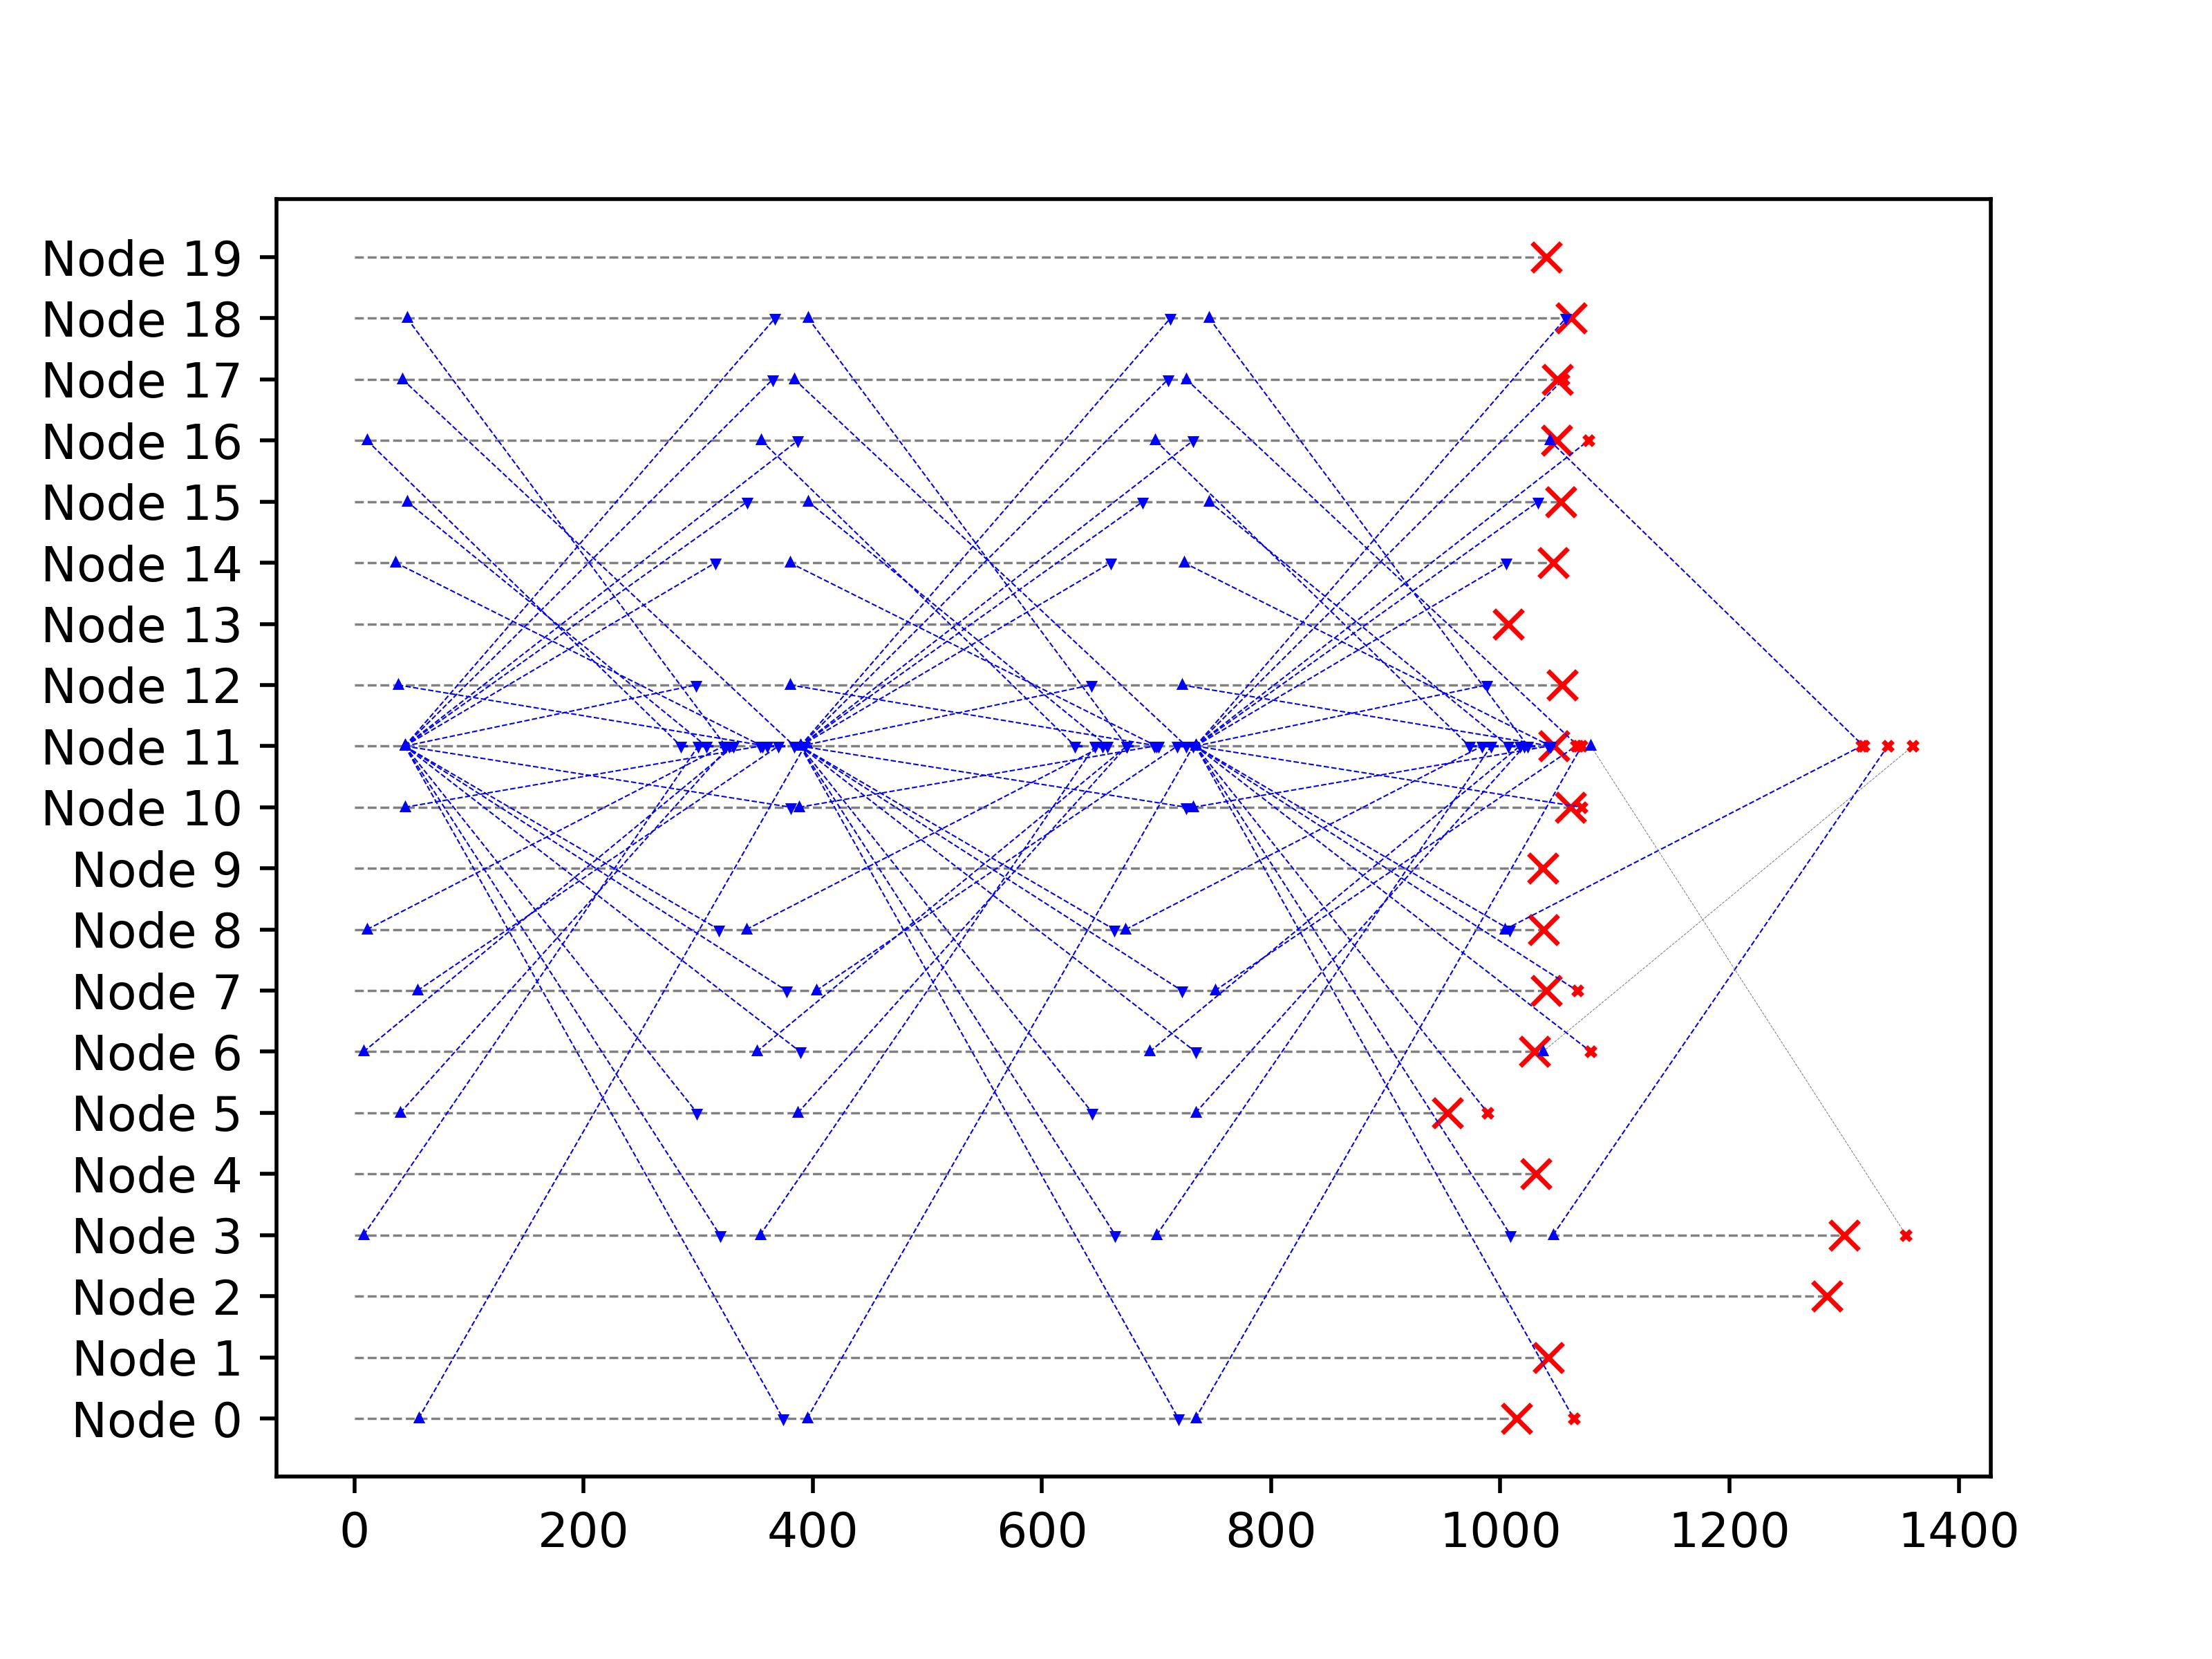 Node 19
Node 18
Node 17
Node 16
Node 15
Node 14
Node 13
Node 12
Node 11
Node 10
Node 9
Node 8
Node 7
Node 6
Node 5
Node 4
Node 3
Node 2
Node 1
Node 0
0 200 400 600 800 1000 1200 1400